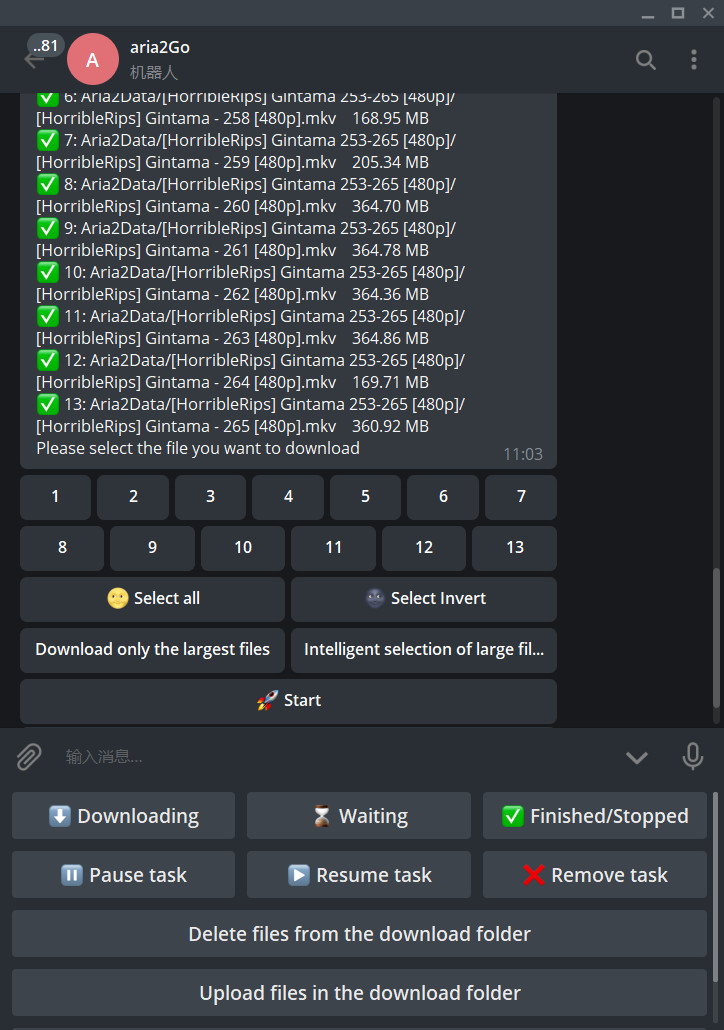 ..81
A
aria2Go
机器人
✅ 6: Aria2Data/[HorribleRips] Gintama 253-265 [480p]/
[HorribleRips] Gintama - 258 [480p].mkv 168.95 MB
✅ 7: Aria2Data/[HorribleRips] Gintama 253-265 [480p]/
[HorribleRips] Gintama - 259 [480p].mkv 205.34 MB
✅ 8: Aria2Data/[HorribleRips] Gintama 253-265 [480p]/
[HorribleRips] Gintama - 260 [480p].mkv 364.70 MB
✅ 9: Aria2Data/[HorribleRips] Gintama 253-265 [480p]/
[HorribleRips] Gintama - 261 [480p].mkv 364.78 MB
✅ 10: Aria2Data/[HorribleRips] Gintama 253-265 [480p]/
[HorribleRips] Gintama - 262 [480p].mkv 364.36 MB
✅ 11: Aria2Data/[HorribleRips] Gintama 253-265 [480p]/
[HorribleRips] Gintama - 263 [480p].mkv 364.86 MB
✅ 12: Aria2Data/[HorribleRips] Gintama 253-265 [480p]/
[HorribleRips] Gintama - 264 [480p].mkv 169.71 MB
✅ 13: Aria2Data/[HorribleRips] Gintama 253-265 [480p]/
[HorribleRips] Gintama - 265 [480p].mkv 360.92 MB
Please select the file you want to download
11:03
1 2 3 4 5 6 7
8 9 10 11 12 13
🌝 Select all 🌚 Select Invert
Download only the largest files Intelligent selection of large fil...
🚀 Start
输入消息...
⬇️ Downloading ⌛️ Waiting ✅ Finished/Stopped
⏸ Pause task ▶️ Resume task ❌ Remove task
Delete files from the download folder
Upload files in the download folder